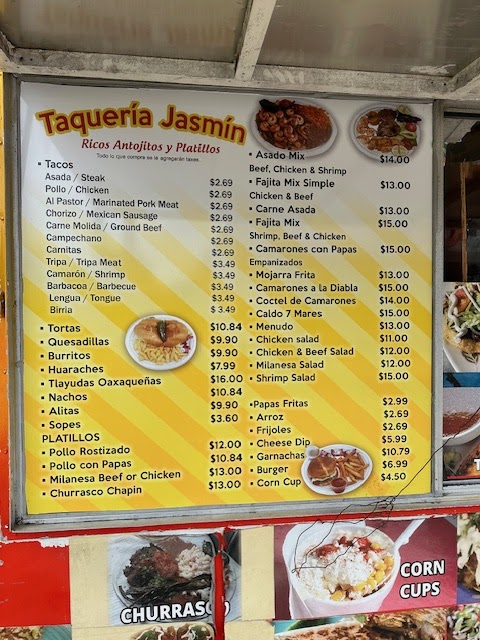 Taquería Jasmín
Ricos Antojitos y Platillos
Todo lo que compra se le agregarán taxes
• Tacos
Asada / Steak $2.69
Pollo / Chicken $2.69
Al Pastor / Marinated Pork Meat $2.69
Chorizo / Mexican Sausage $2.69
Carne Molida / Ground Beef $2.69
Campechano $2.69
Carnitas $2.69
Tripa / Tripa Meat $3.49
Camarón / Shrimp $3.49
Barbacoa / Barbecue $3.49
Lengua / Tongue $3.49
Birria $3.49
• Tortas $10.84
• Quesadillas $9.90
• Burritos $9.90
• Huaraches $7.99
• Tlayudas Oaxaqueñas $16.00
• Nachos $10.84
• Alitas $9.90
• Sopes $3.60
PLATILLOS
• Pollo Rostizado $12.00
• Pollo con Papas $10.84
• Milanesa Beef or Chicken $13.00
• Churrasco Chapin $13.00
• Asado Mix $14.00
Beef, Chicken & Shrimp
• Fajita Mix Simple $13.00
Chicken & Beef
• Carne Asada $13.00
• Fajita Mix $15.00
Shrimp, Beef & Chicken
• Camarones con Papas $15.00
Empanizados
• Mojarra Frita $13.00
• Camarones a la Diabla $15.00
• Coctel de Camarones $14.00
• Caldo 7 Mares $15.00
• Menudo $13.00
• Chicken salad $11.00
• Chicken & Beef Salad $12.00
• Milanesa Salad $12.00
• Shrimp Salad $15.00
•Papas Fritas $2.99
• Arroz $2.69
• Frijoles $2.69
• Cheese Dip $5.99
• Garnachas $10.79
• Burger $6.99
• Corn Cup $4.50
CHURRASCO
CORN
CUPS